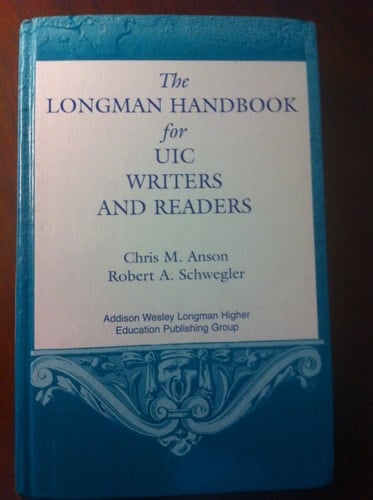 The
LONGMAN HANDBOOK
for
UIC
WRITERS
AND READERS
Chris M. Anson
Robert A. Schwegler
Addison Wesley Longman Higher
Education Publishing Group